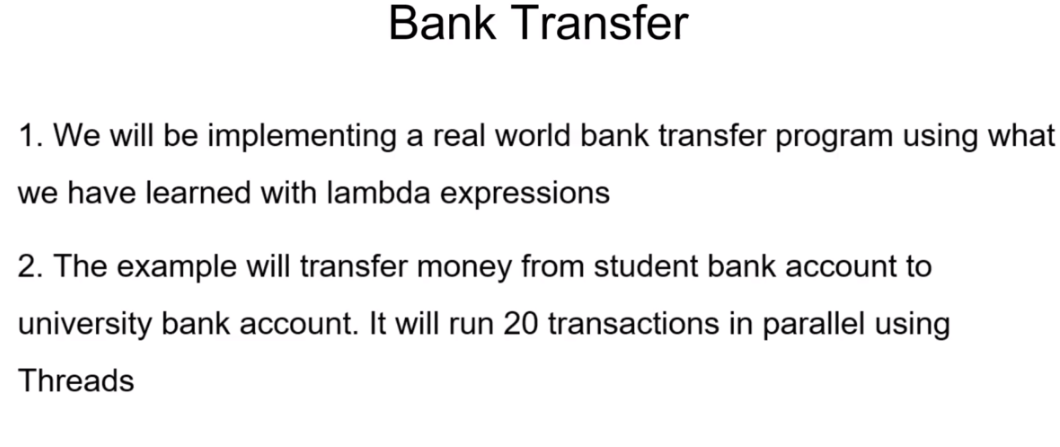 Bank Transfer
1. We will be implementing a real world bank transfer program using what
we have learned with lambda expressions
2. The example will transfer money from student bank account to
university bank account. It will run 20 transactions in parallel using
Threads